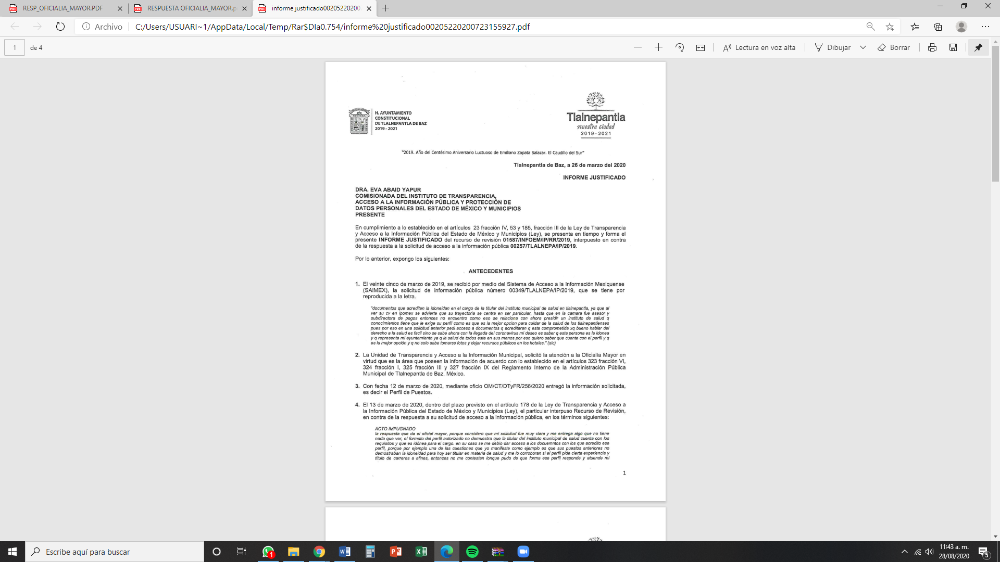 RESP_OFICIALIA_MAYOR.PDF
RESPUESTA OFICIALIA_MAYOR.p
informe justificado00205220200
Archivo
C:/Users/USUARI~1/AppData/Local/Temp/Rar$DIa0.754/informe%20justificado00205220200723155927.pdf
1 de 4
Lectura en voz alta
Dibujar
Borrar
CULTURA
H. AYUNTAMIENTO
CONSTITUCIONAL
DE TLALNEPANTLA DE BAZ
2019 - 2021
Tlalnepantla
nuestra ciudad
2019 - 2021
"2019. Año del Centésimo Aniversario Luctuoso de Emiliano Zapata Salazar. El Caudillo del Sur"
Tlalnepantla de Baz, a 26 de marzo del 2020
INFORME JUSTIFICADO
DRA. EVA ABAID YAPUR
COMISIONADA DEL INSTITUTO DE TRANSPARENCIA,
ACCESO A LA INFORMACIÓN PÚBLICA Y PROTECCIÓN DE
DATOS PERSONALES DEL ESTADO DE MÉXICO Y MUNICIPIOS
PRESENTE
En cumplimiento a lo establecido en el artículos 23 fracción IV, 53 y 185, fracción III de la Ley de Transparencia
y Acceso a la Información Pública del Estado de México y Municipios (Ley), se presenta en tiempo y forma el
presente INFORME JUSTIFICADO del recurso de revisión 01587/INFOEM/IP/RR/2019, interpuesto en contra
de la respuesta a la solicitud de acceso a la información pública 00257/TLALNEPA/IP/2019.
Por lo anterior, expongo los siguientes:
ANTECEDENTES
1. El veinte cinco de marzo de 2019, se recibió por medio del Sistema de Acceso a la Información Mexiquense
(SAIMEX), la solicitud de información pública número 00349/TLALNEPA/IP/2019, que se tiene por
reproducida a la letra.
"documentos que acrediten la idoneidan en el cargo de la titular del instituto municipal de salud en tlalnepantla, ya que al
ver su cv en ipomex se advierte que su trayectoria se centra en ser particular, hasta que en la camara fue asesor y
subdirectora de pagos entonces no encuentro como eso se relaciona con ahora presidir un instituto de salud q
conocimientos tiene que le exige su perfil como es que es la mejor opcion para cuidar de la salud de los tlalnepantlenses
pues por eso en una solicitud anterior pedi acceso a documentos q acreditaran q esta comprometida xq bueno hablar del
derecho a la salud es facil sino se sabe ahora con la llegada del coronavirus mi deseo es saber q esta persona es la idonea
y q representa mi ayuntamiento ya q la salud de todos esta en sus manos por eso quiero saber que cuenta con el perfil y q
es la mejor opción y q no solo sabe tomarse fotos y dejar recursos públicos en los hoteles." (sic)
2. La Unidad de Transparencia y Acceso a la Información Municipal, solicitó la atención a la Oficialía Mayor en
virtud que es la área que poseen la información de acuerdo con lo establecido en el artículos 323 fracción VI,
324 fracción I, 325 fracción III y 327 fracción IX del Reglamento Interno de la Administración Pública
Municipal de Tlalnepantla de Baz, México.
3. Con fecha 12 de marzo de 2020, mediante oficio OM/CT/DTyFR/256/2020 entregó la información solicitada,
es decir el Perfil de Puestos.
4. El 13 de marzo de 2020, dentro del plazo previsto en el artículo 178 de la Ley de Transparencia y Acceso a
la Información Pública del Estado de México y Municipios (Ley), el particular interpuso Recurso de Revisión,
en contra de la respuesta a su solicitud de acceso a la información pública, en los términos siguientes:
ACTO IMPUGNADO
la respuesta que da el oficial mayor, porque considero que mi solicitud fue muy clara y me entrega algo que no tiene
nada que ver, el formato del perfil autorizado no demuestra que la titular del instituto municipal de salud cuenta con los
requisitos y que es idónea para el cargo. en su caso se me debio dar acceso a los docuemntos con los que acredito ese
perfil, porque por ejemplo una de las cuestiones que yo manifeste como ejemplo es que sus puestos anteriores no
demostraban la idoneidad para hoy ser titular en materia de salud y me lo corroboran si el perfil pide cierta experiencia y
titulo de carreras a afines, entonces no me contestan lonque pudo de que forma ese perfil responde y atuende mi
1
Escribe aquí para buscar
1
11:43 a. m.
28/08/2020
5